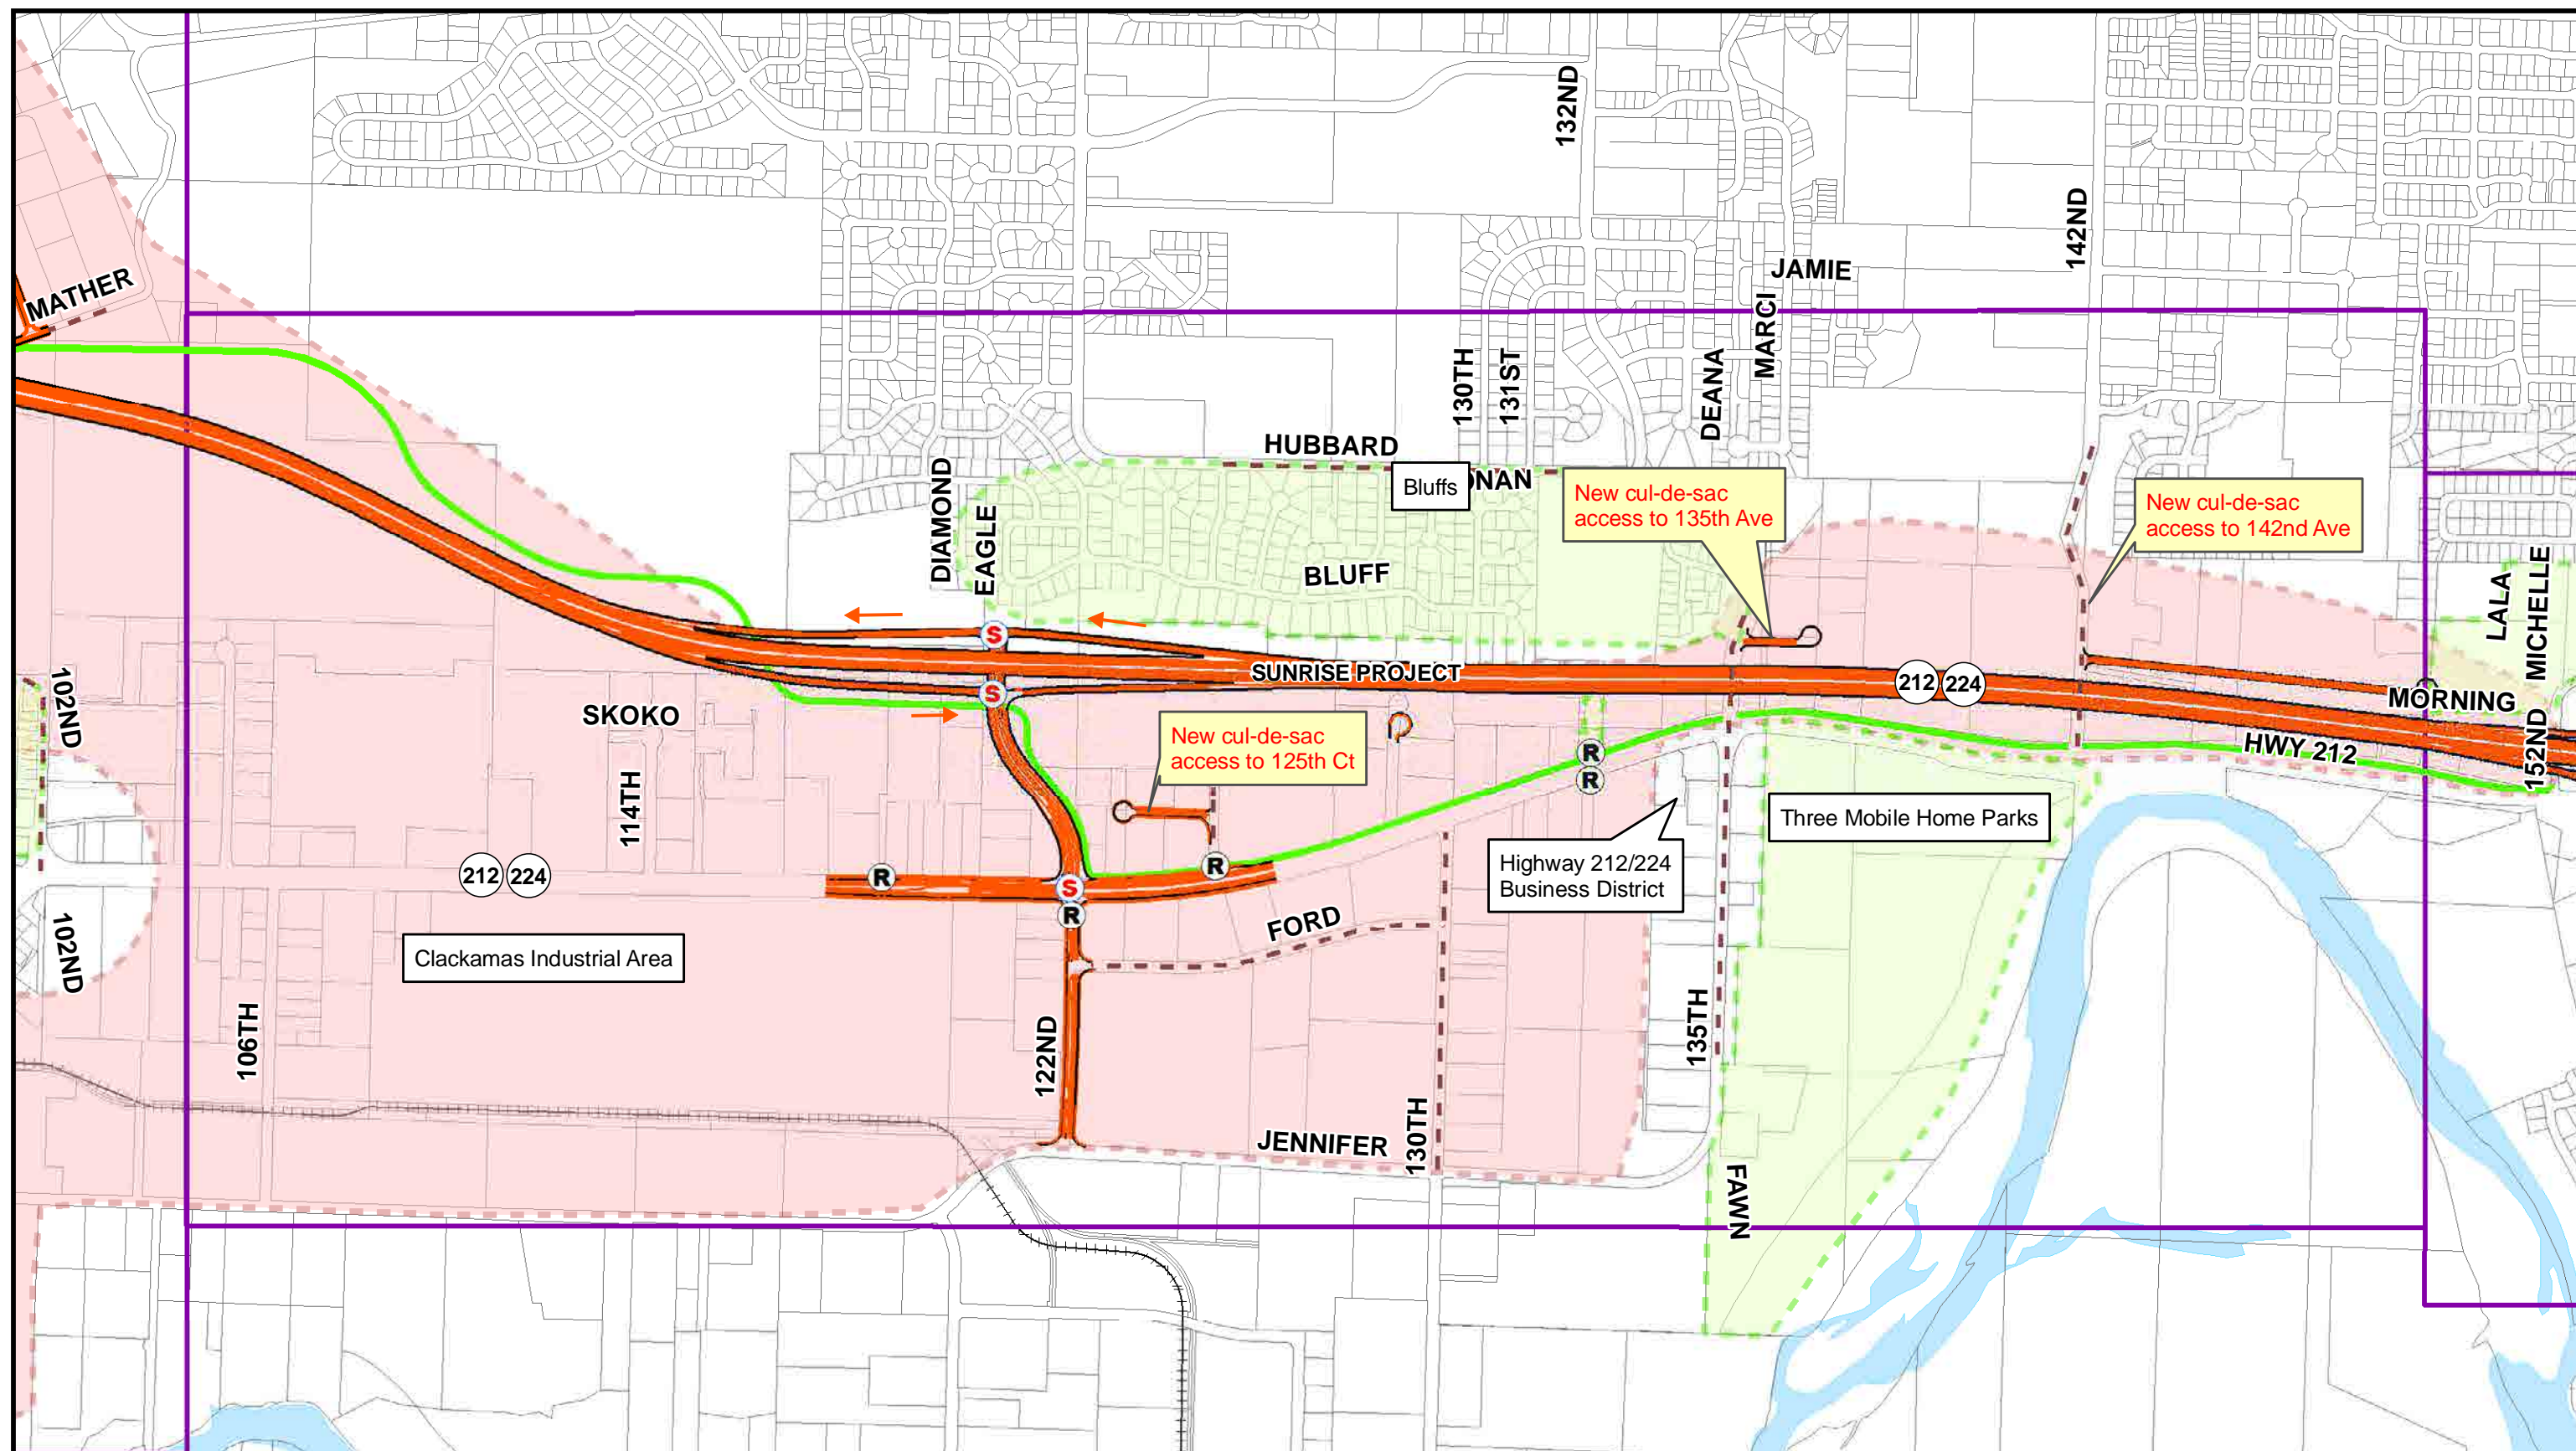 132ND
142ND
JAMIE
MATHER
MARCI
130TH
131ST
DEANA
HUBBARD
Bluffs
ONAN
New cul-de-sac
access to 135th Ave
New cul-de-sac
access to 142nd Ave
DIAMOND
EAGLE
BLUFF
LALA
MICHELLE
S
SUNRISE PROJECT
212
224
S
MORNING
102ND
SKOKO
New cul-de-sac
access to 125th Ct
HWY 212
152ND
R
R
114TH
Three Mobile Home Parks
Highway 212/224
Business District
212
224
R
S
R
R
FORD
102ND
Clackamas Industrial Area
106TH
122ND
135TH
JENNIFER
130TH
FAWN